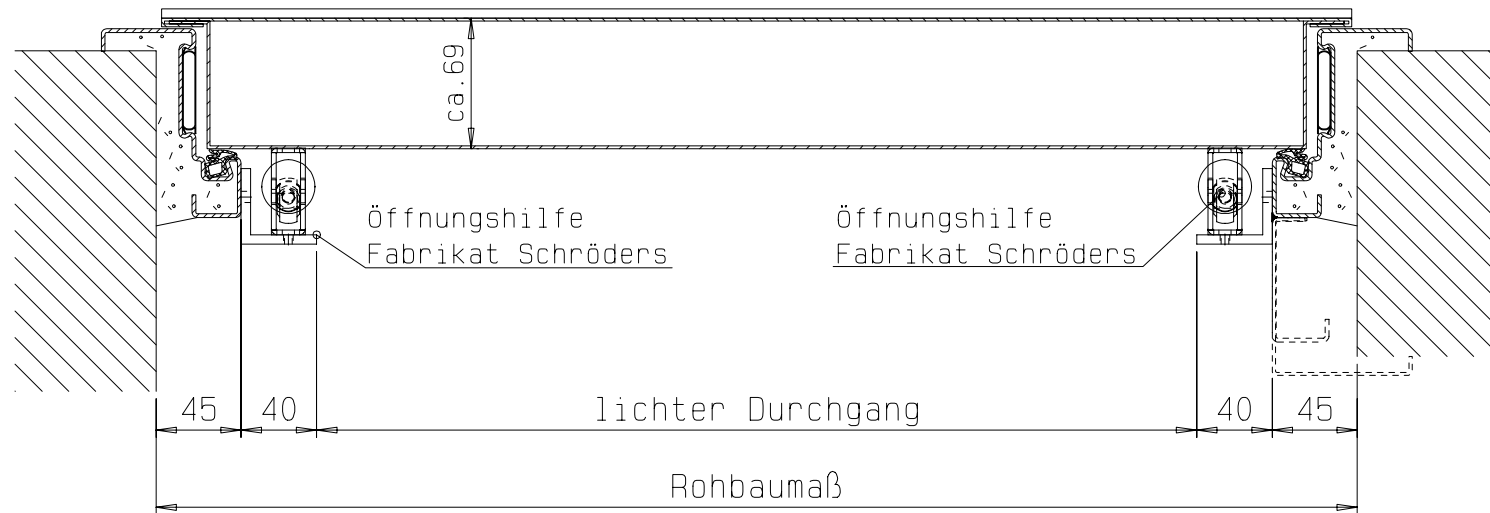 ca.69
Öffnungshilfe
Fabrikat Schröders
Öffnungshilfe
Fabrikat Schröders
45
40
lichter Durchgang
40
45
Rohbaumaß